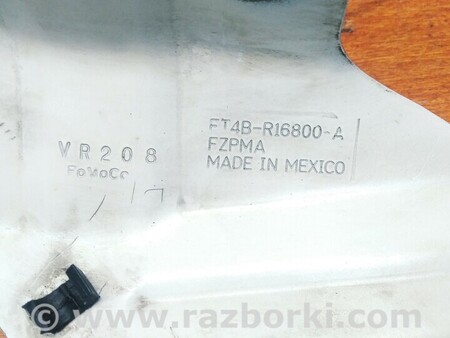 FT4B-R16800-A
FZPMA
MADE IN MEXICO
VR208
FoMoCo
www.razborki.com